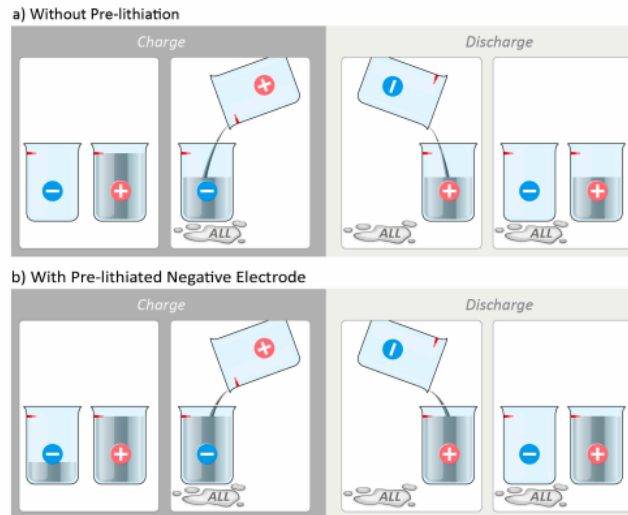 a) Without Pre-lithiation
Charge
Discharge
ALL
ALL
ALL
b) With Pre-lithiated Negative Electrode
Charge
Discharge
ALL
ALL
ALL